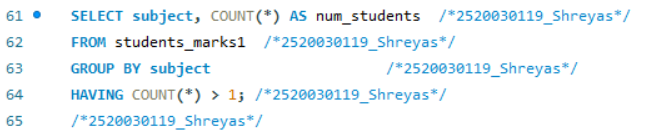 61 SELECT subject, COUNT(*) AS num_students /*2520030119_Shreyas*/
62 FROM students_marks1 /*2520030119_Shreyas*/
63 GROUP BY subject /*2520030119_Shreyas*/
64 HAVING COUNT(*) > 1; /*2520030119_Shreyas*/
65 /*2520030119_Shreyas*/